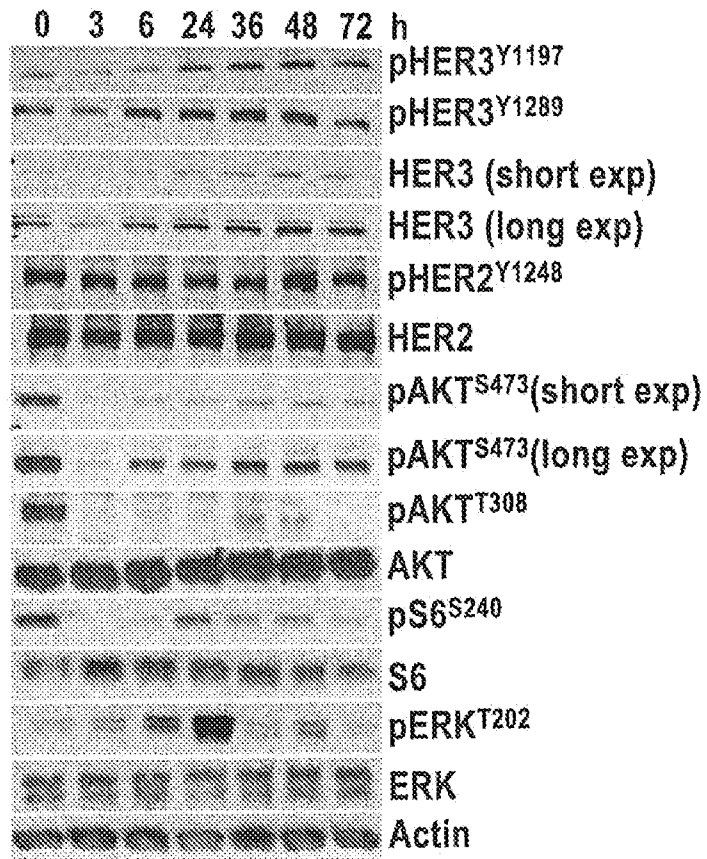 0 3 6 24 36 48 72 h
pHER3Y1197
pHER3Y1289
HER3 (short exp)
HER3 (long exp)
pHER2Y1248
HER2
pAKTS473(short exp)
pAKTS473(long exp)
pAKTT308
AKT
pS6S240
S6
pERKT202
ERK
Actin